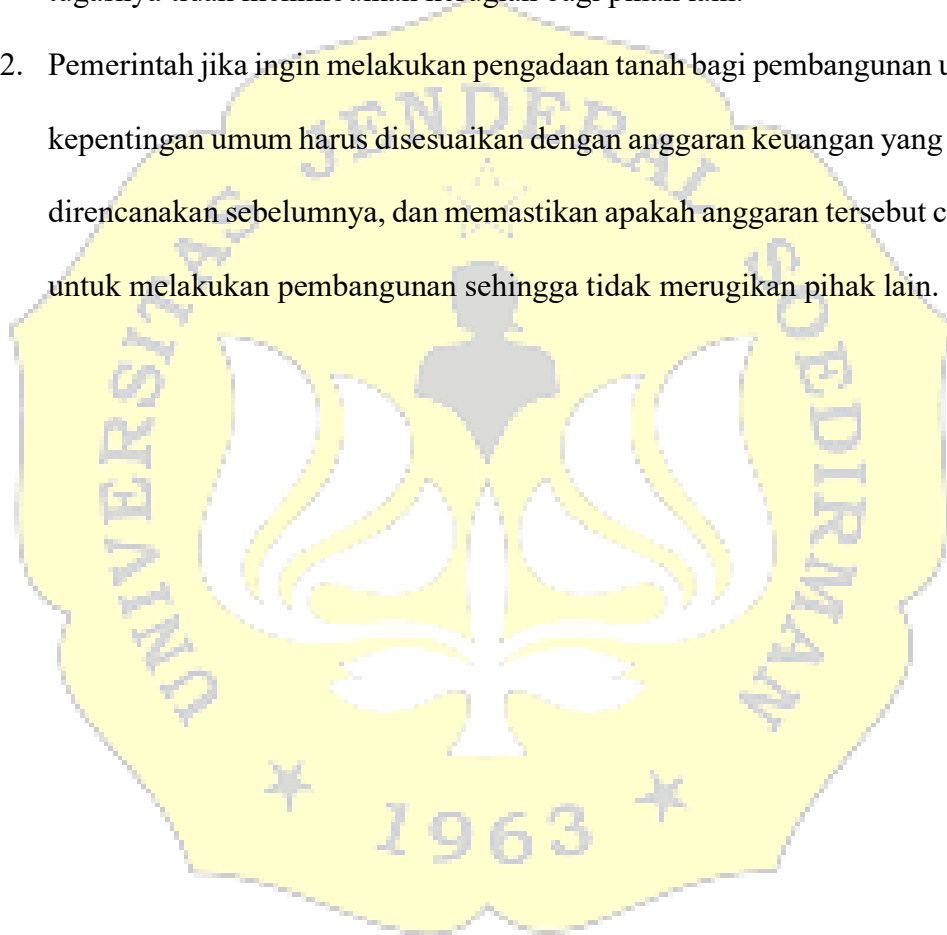 2. Pemerintah jika ingin melakukan pengadaan tanah bagi pembangunan
kepentingan umum harus disesuaikan dengan anggaran keuangan yang
direncanakan sebelumnya, dan memastikan apakah anggaran tersebut
untuk melakukan pembangunan sehingga tidak merugikan pihak lain.
UNIVERSITAS JENDERAL SOEDIRMAN
1963